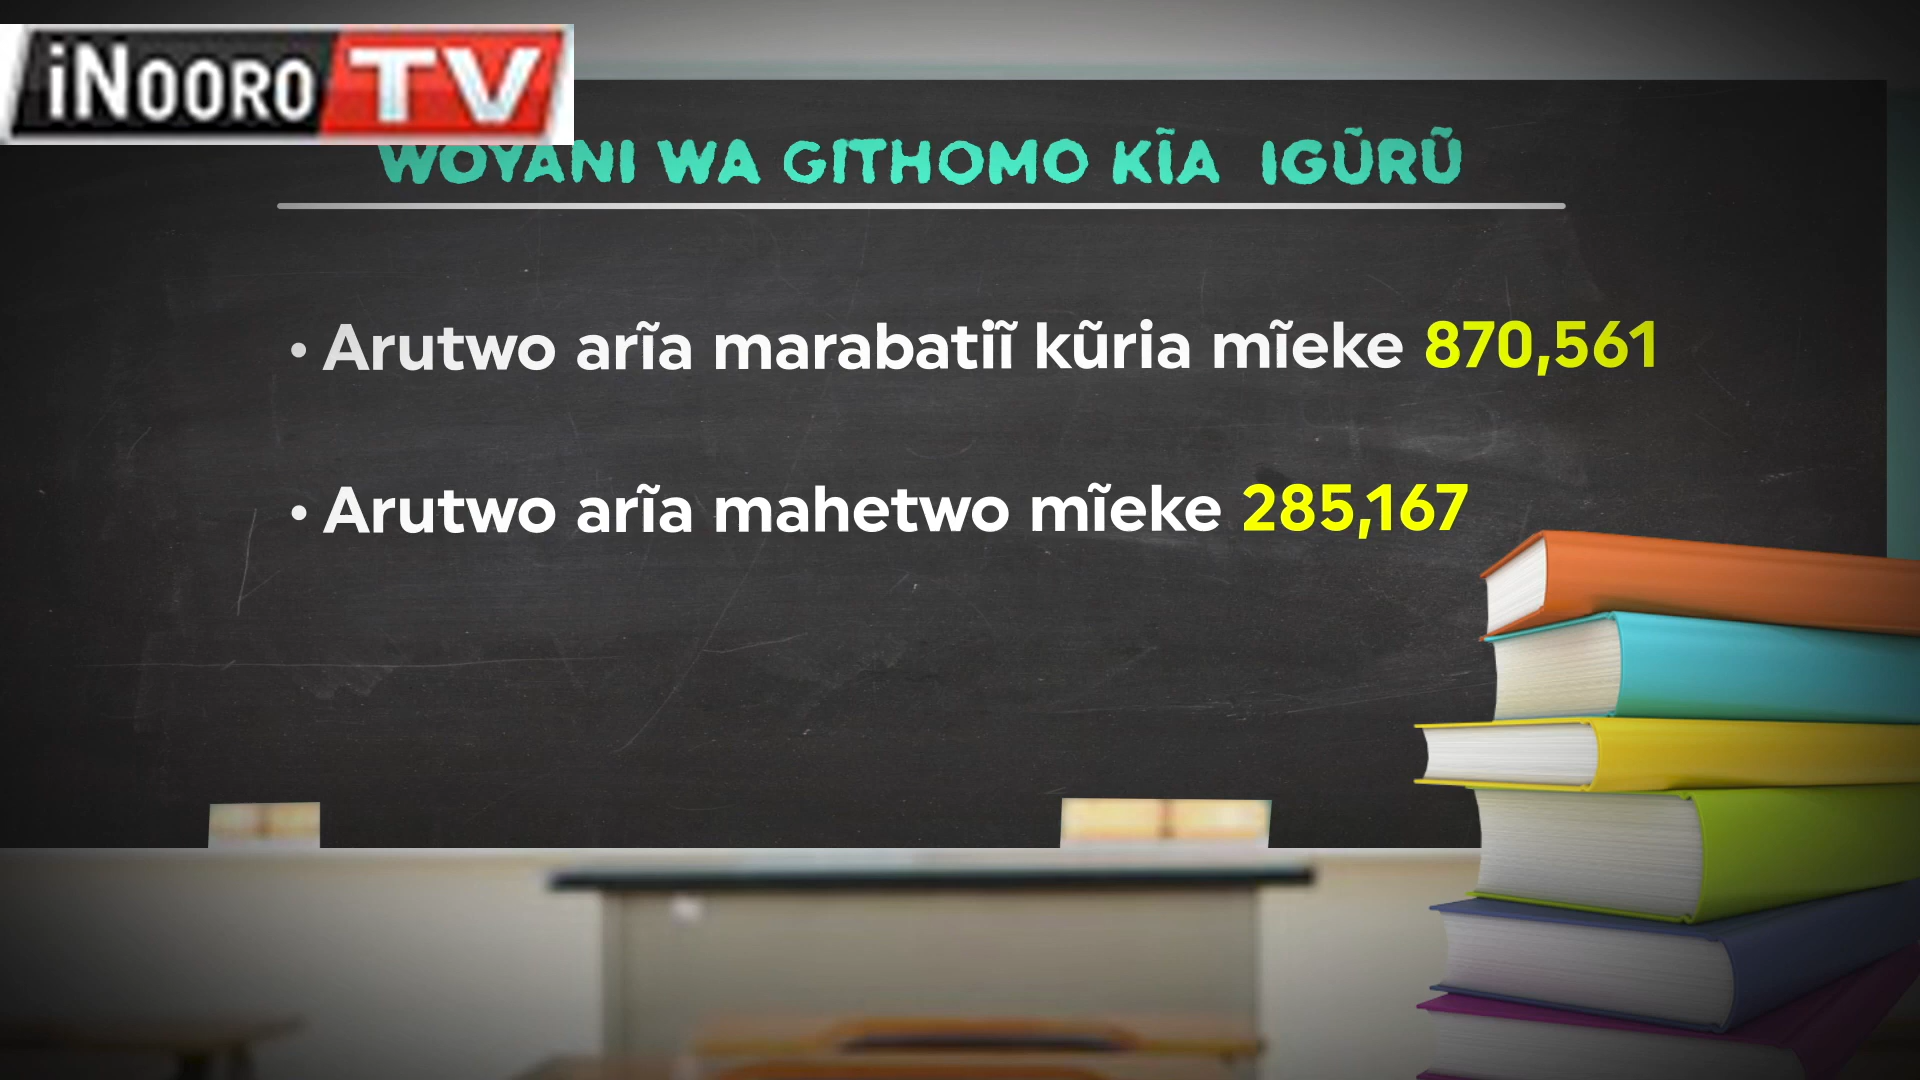 iNOORO TV
WOYANI WA GITHOMO KĨA IGŨRŨ
• Arutwo arĩa marabatiĩ kũria mĩeke 870,561
• Arutwo arĩa mahetwo mĩeke 285,167